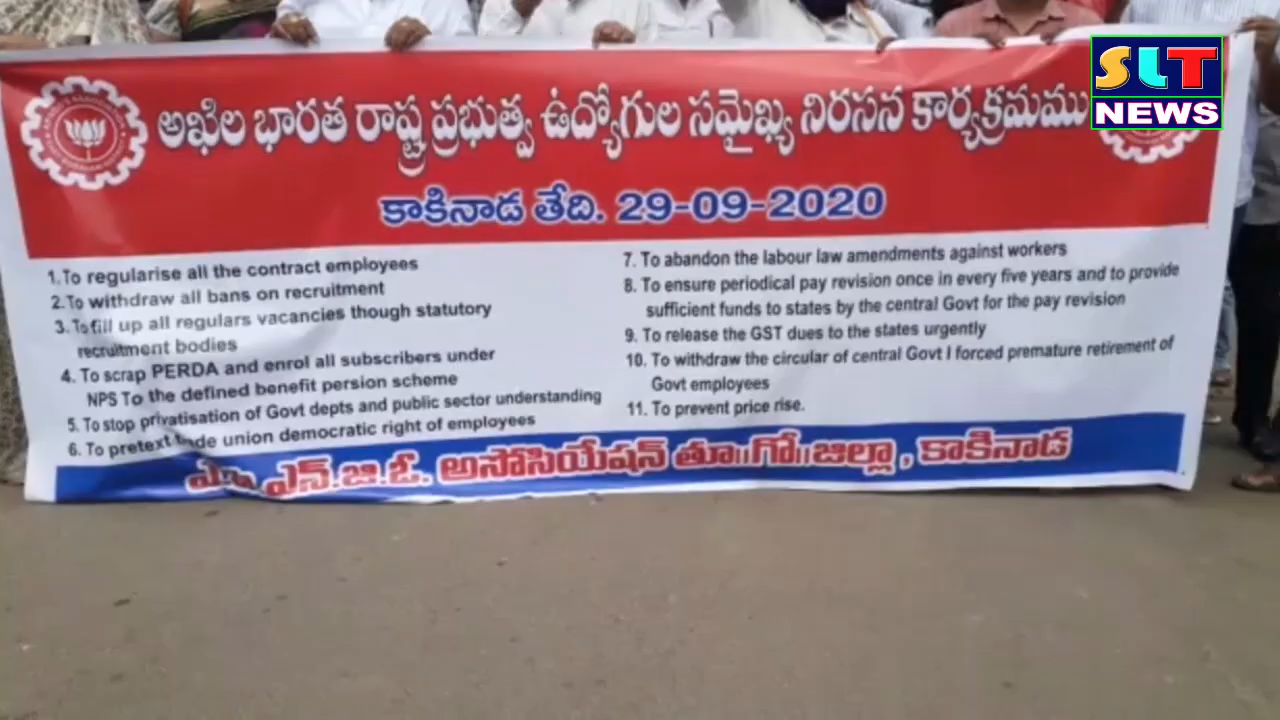 అఖిల భారత రాష్ట్ర ప్రభుత్వ ఉద్యోగుల సమైఖ్య నిరసన కార్యక్రమము
SLT
NEWS
కాకినాడ తేది. 29-09-2020
1. To regularise all the contract employees
2. To withdraw all bans on recruitment
3. To fill up all regulars vacancies though statutory
recruitment bodies
4. To scrap PERDA and enrol all subscribers under
NPS To the defined benefit persion scheme
5. To stop privatisation of Govt depts and public sector understanding
6. To pretext trade union democratic right of employees
7. To abandon the labour law amendments against workers
8. To ensure periodical pay revision once in every five years and to provide
sufficient funds to states by the central Govt for the pay revision
9. To release the GST dues to the states urgently
10. To withdraw the circular of central Govt I forced premature retirement of
Govt employees
11. To prevent price rise.
ఎన్.జి.ఓ. అసోసియేషన్ తూ॥గో॥జిల్లా , కాకినాడ